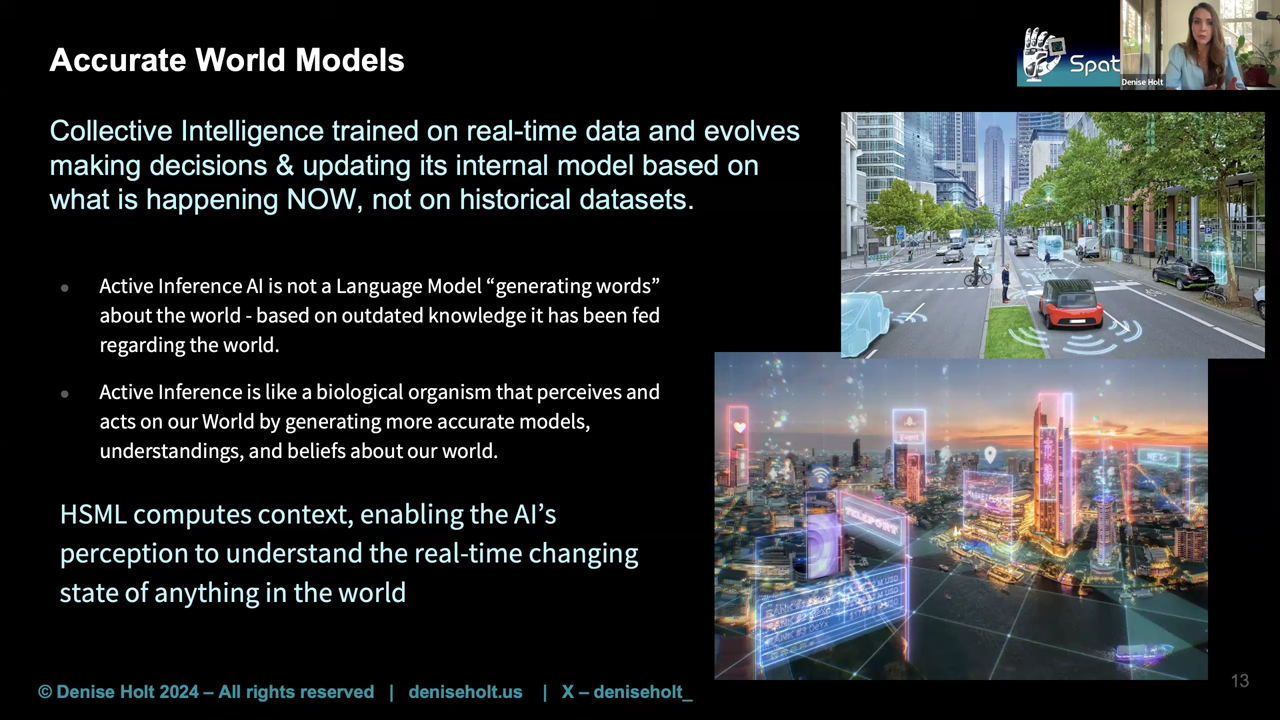 Accurate World Models
Spat
Denise Holt
Collective Intelligence trained on real-time data and evolves
making decisions & updating its internal model based on
what is happening NOW, not on historical datasets.
Active Inference AI is not a Language Model “generating words”
about the world - based on outdated knowledge it has been fed
regarding the world.
Active Inference is like a biological organism that perceives and
acts on our World by generating more accurate models,
understandings, and beliefs about our world.
HSML computes context, enabling the AI’s
perception to understand the real-time changing
state of anything in the world
Event
TELEPORT
© Denise Holt 2024 – All rights reserved | deniseholt.us | X – deniseholt_
13